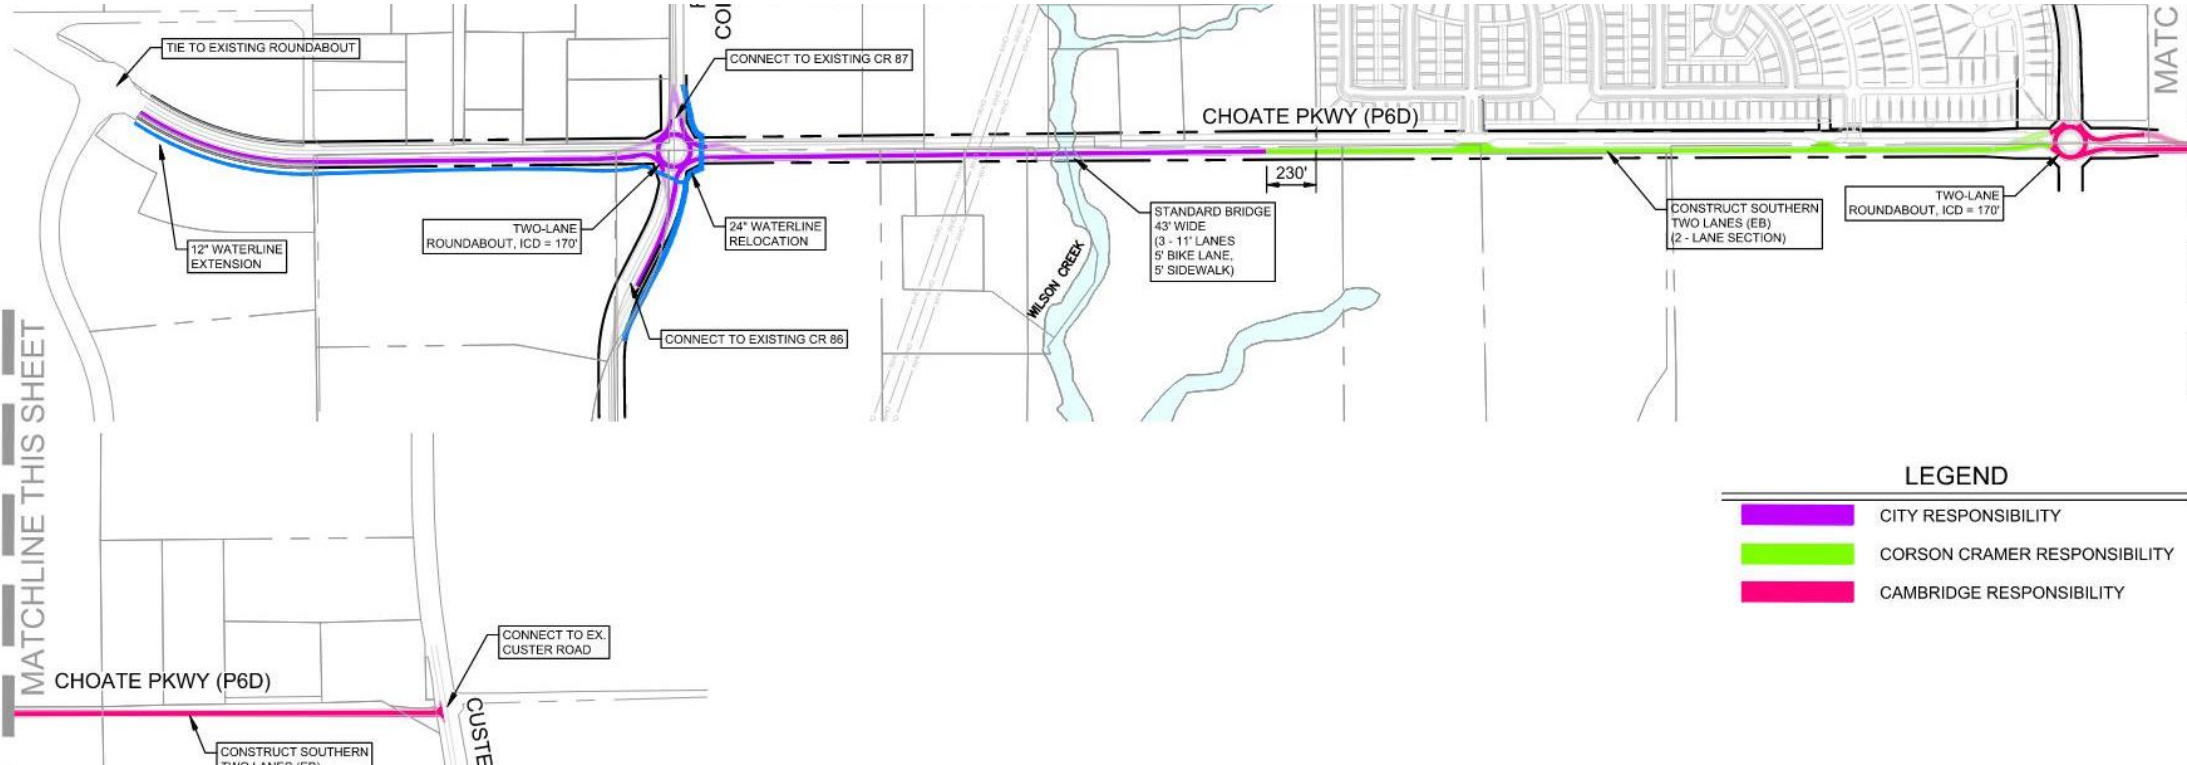 TIE TO EXISTING ROUNDABOUT
CONNECT TO EXISTING CR 87
CHOATE PKWY (P6D)
MATC
230'
TWO-LANE
ROUNDABOUT, ICD = 170'
24" WATERLINE
RELOCATION
12" WATERLINE
EXTENSION
STANDARD BRIDGE
43' WIDE
(3 - 11' LANES
5' BIKE LANE,
5' SIDEWALK)
CONSTRUCT SOUTHERN
TWO LANES (EB)
(2 - LANE SECTION)
TWO-LANE
ROUNDABOUT, ICD = 170'
WILSON CREEK
CONNECT TO EXISTING CR 86
MATCHLINE THIS SHEET
LEGEND
CITY RESPONSIBILITY
CORSON CRAMER RESPONSIBILITY
CAMBRIDGE RESPONSIBILITY
CONNECT TO EX.
CUSTER ROAD
CHOATE PKWY (P6D)
CUSTE
CONSTRUCT SOUTHERN